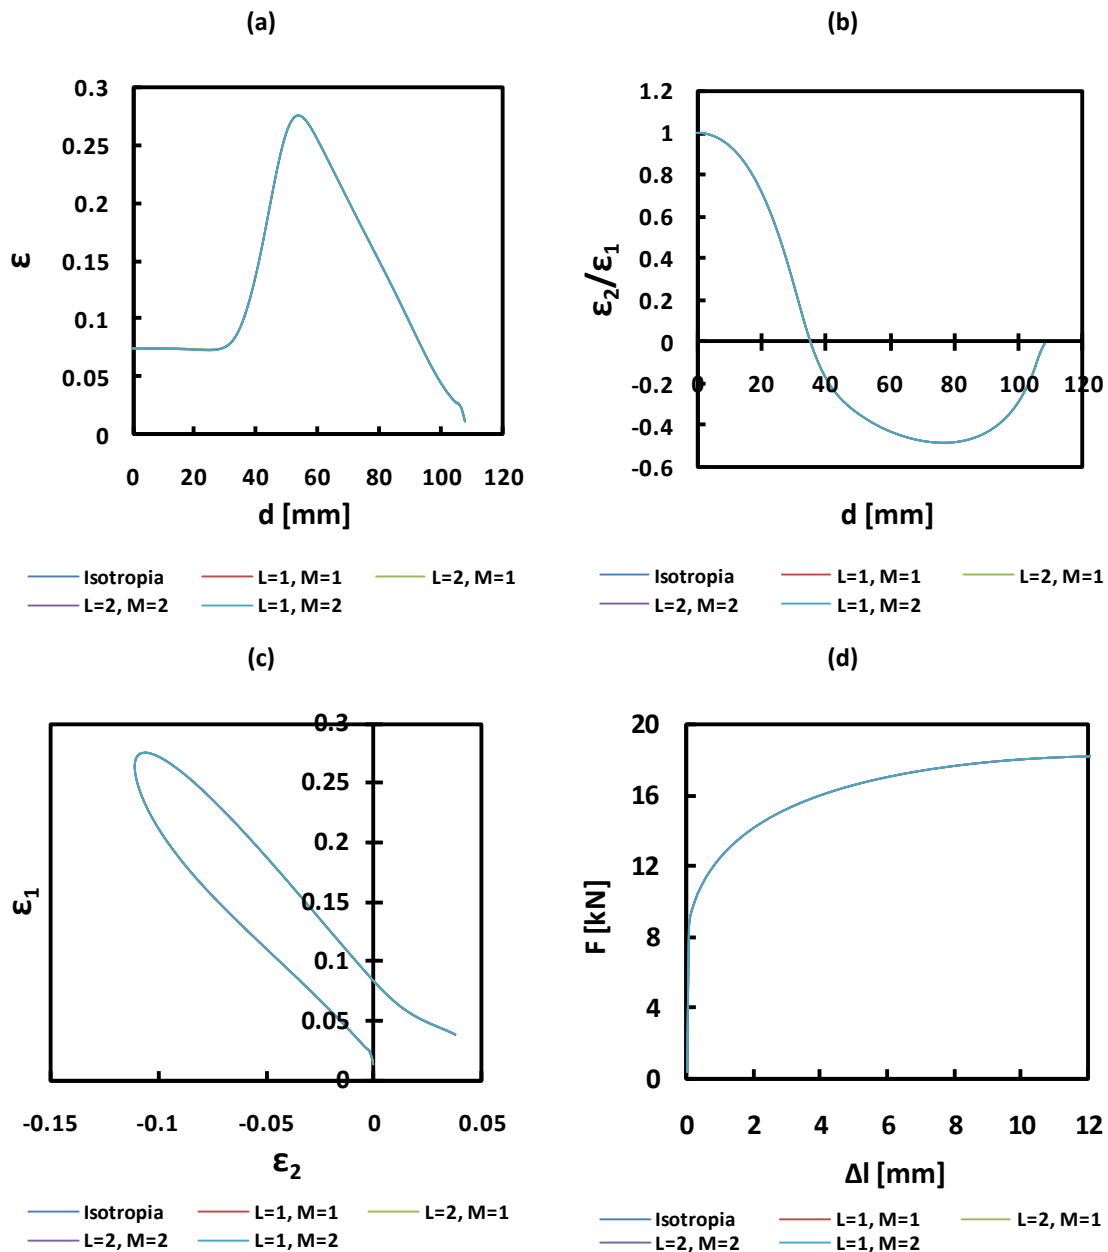 (a)
(b)
0.3
0.25
0.2
0.15
0.1
0.05
0
ε
0 20 40 60 80 100 120
d [mm]
Isotropia L=1, M=1 L=2, M=1
L=2, M=2 L=1, M=2
1.2
1
0.8
0.6
0.4
0.2
0
-0.2
-0.4
-0.6
ε2/ε1
0 20 40 60 80 100 120
d [mm]
Isotropia L=1, M=1 L=2, M=1
L=2, M=2 L=1, M=2
(c)
(d)
0.3
0.25
0.2
0.15
0.1
0.05
0
ε1
-0.15 -0.1 -0.05 0 0.05
ε2
Isotropia L=1, M=1 L=2, M=1
L=2, M=2 L=1, M=2
20
16
12
8
4
0
F [kN]
0 2 4 6 8 10 12
Δl [mm]
Isotropia L=1, M=1 L=2, M=1
L=2, M=2 L=1, M=2